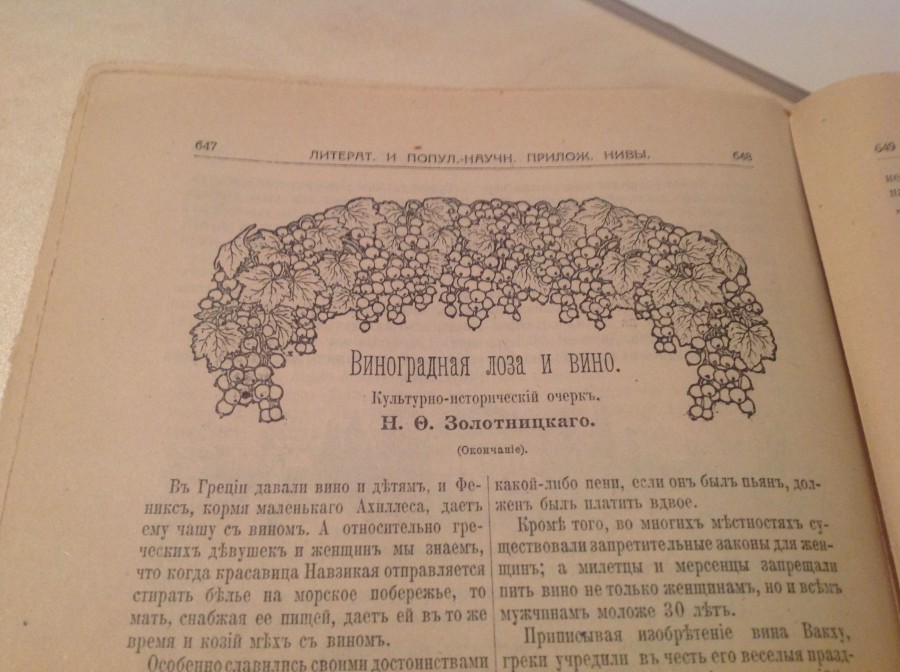 647
ЛИТЕРАТ. И ПОПУЛ.-НАУЧН. ПРИЛОЖ. НИВЫ.
648
Виноградная лоза и вино.
Культурно-историческій очеркъ.
Н. Ѳ. Золотницкаго.
(Окончаніе).
Въ Греціи давали вино и дѣтямъ, и Фе-
никсъ, кормя маленькаго Ахиллеса, даетъ
ему чашу съ виномъ. А относительно гре-
ческихъ дѣвушекъ и женщинъ мы знаемъ,
что когда красавица Навзикая отправляется
стирать бѣлье на морское побережье, то
мать, снабжая ее пищей, даетъ ей въ то же
время и козій мѣхъ съ виномъ.
Особенно славились своими достоинствами
какой-либо пени, если онъ былъ пьянъ, дол-
женъ былъ платить вдвое.
Кромѣ того, во многихъ мѣстностяхъ су-
ществовали запретительные законы для жен-
щинъ; а милетцы и мерсенцы запрещали
пить вино не только женщинамъ, но и всѣмъ
мужчинамъ моложе 30 лѣтъ.
Приписывая изобрѣтеніе вина Вакху,
греки учредили въ честь его веселыя празд-
649